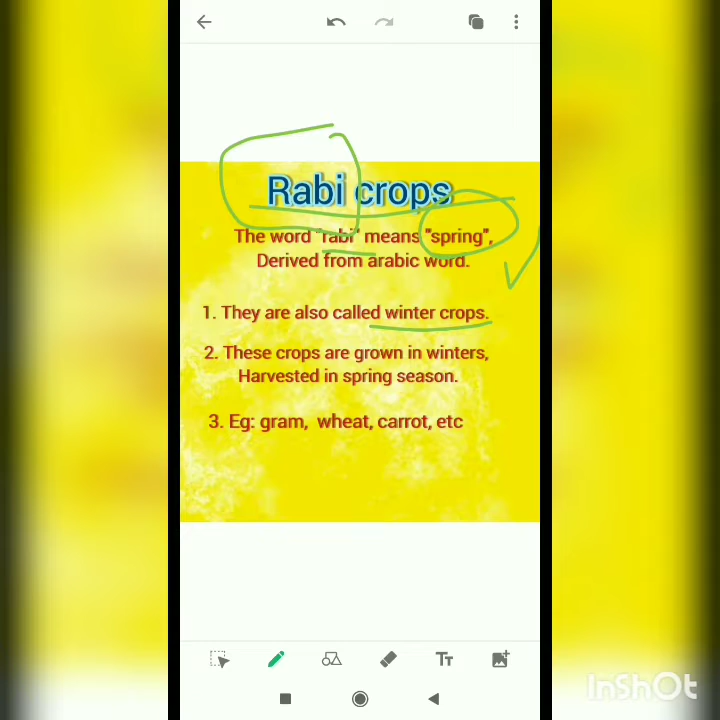 Rabi crops
The word "rabi" means "spring",
Derived from arabic word.
1. They are also called winter crops.
2. These crops are grown in winters,
Harvested in spring season.
3. Eg: gram, wheat, carrot, etc
TT
InShOt